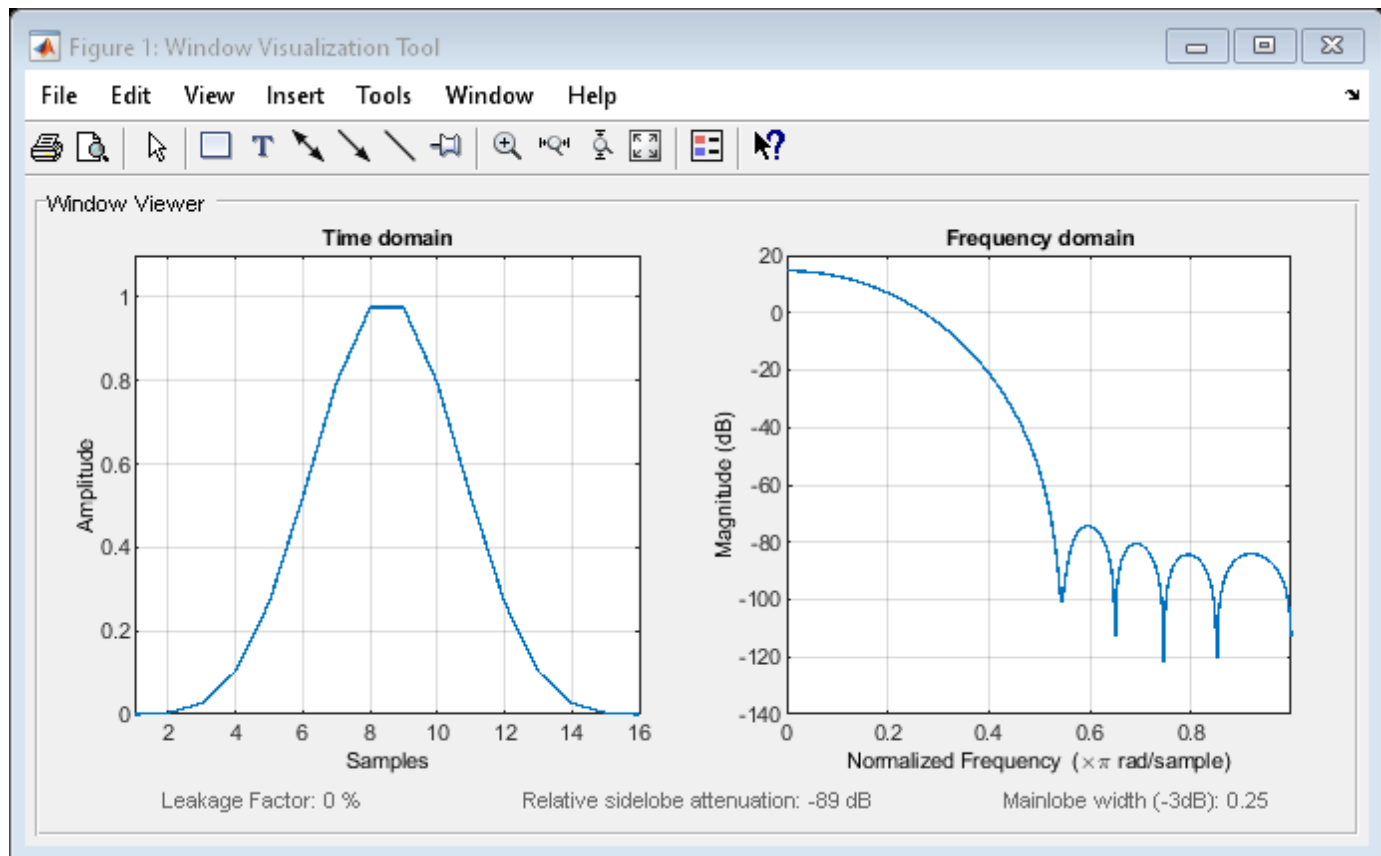 Figure 1: Window Visualization Tool
File Edit View Insert Tools Window Help
T
Window Viewer
Time domain
1
0.8
0.6
0.4
0.2
0
2 4 6 8 10 12 14 16
Amplitude
Samples
Frequency domain
20
0
-20
-40
-60
-80
-100
-120
-140
0 0.2 0.4 0.6 0.8
Magnitude (dB)
Normalized Frequency (×π rad/sample)
Leakage Factor: 0 % Relative sidelobe attenuation: -89 dB Mainlobe width (-3dB): 0.25